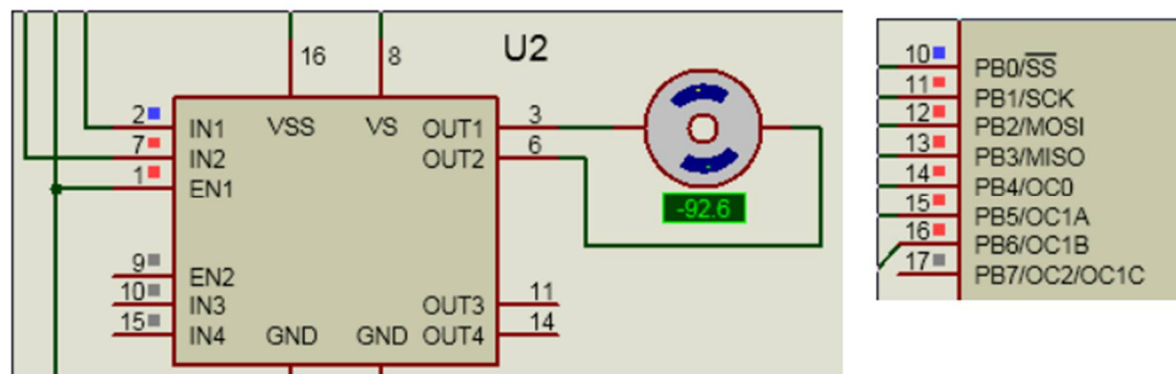 U2
16 8
2 IN1 VSS VS OUT1 3
7 IN2 OUT2 6
1 EN1
-92.6
9 EN2
10 IN3 OUT3 11
15 IN4 GND GND OUT4 14
10 PB0/SS
11 PB1/SCK
12 PB2/MOSI
13 PB3/MISO
14 PB4/OC0
15 PB5/OC1A
16 PB6/OC1B
17 PB7/OC2/OC1C